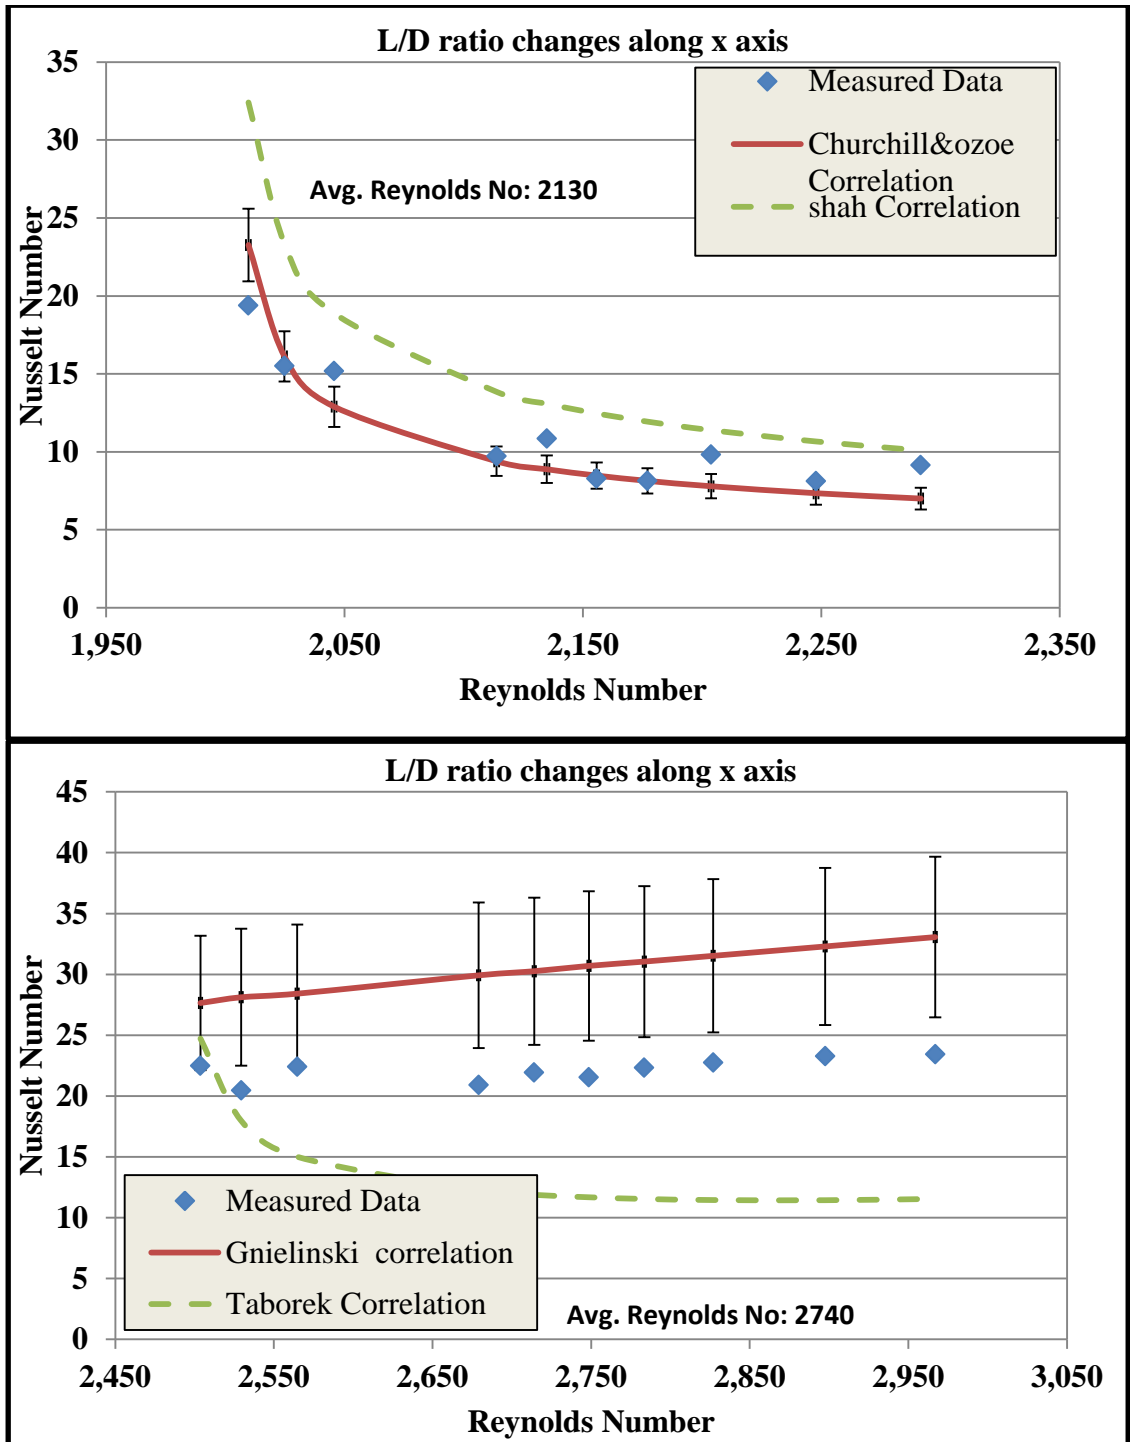 L/D ratio changes along x axis
35
30
25
20
15
10
5
0
Nusselt Number
Measured Data
Churchill&ozoe
Correlation
shah Correlation
Avg. Reynolds No: 2130
1,950 2,050 2,150 2,250 2,350
Reynolds Number
L/D ratio changes along x axis
45
40
35
30
25
20
15
10
5
0
Nusselt Number
Measured Data
Gnielinski correlation
Taborek Correlation
Avg. Reynolds No: 2740
2,450 2,550 2,650 2,750 2,850 2,950 3,050
Reynolds Number